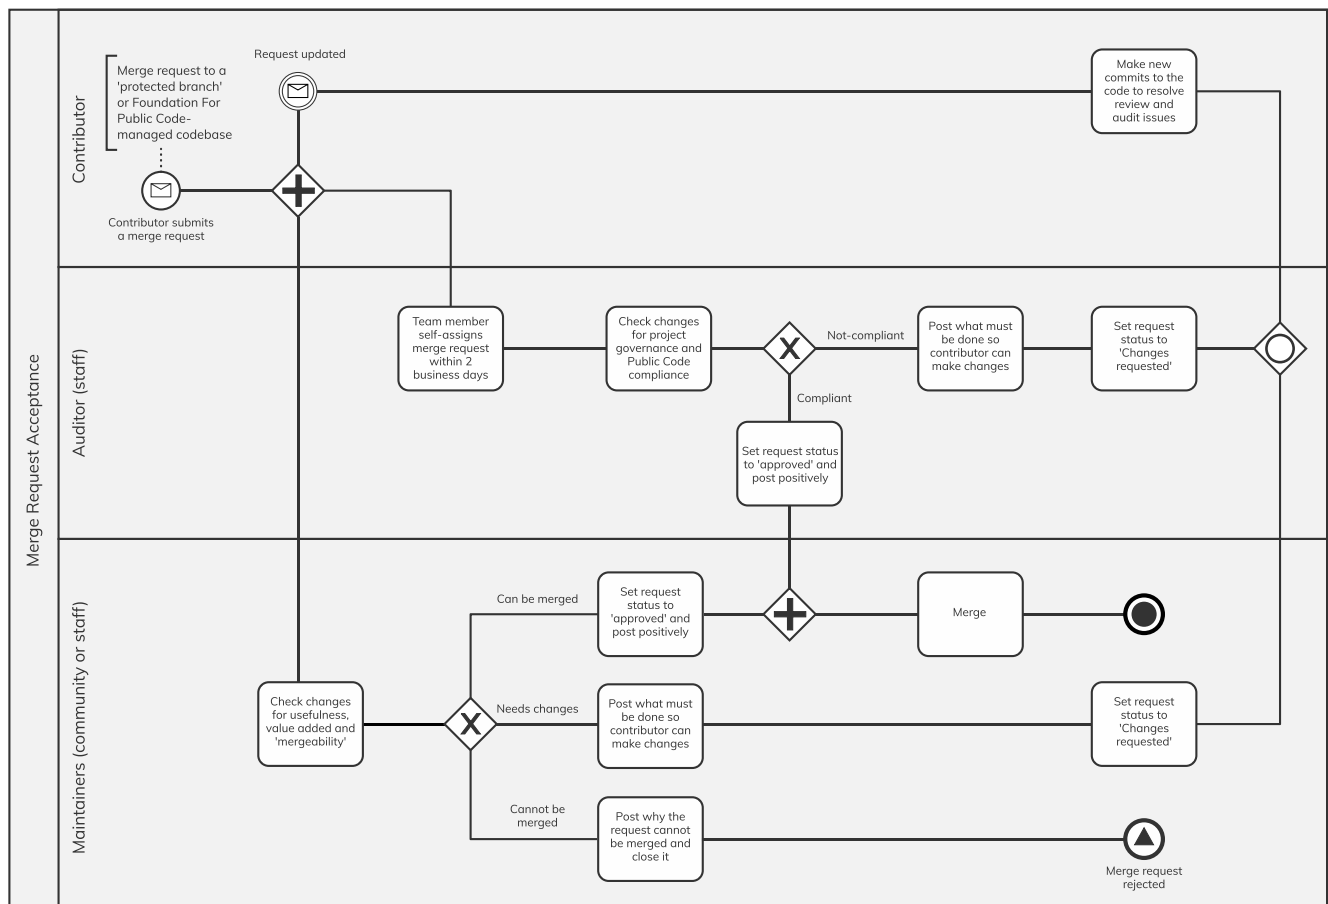 Merge Request Acceptance
Contributor
Merge request to a
'protected branch'
or Foundation For
Public Code-
managed codebase
Contributor submits
a merge request
Request updated
Make new
commits to the
code to resolve
review and
audit issues
Auditor (staff)
Team member
self-assigns
merge request
within 2
business days
Check changes
for project
governance and
Public Code
compliance
X
Not-compliant
Post what must
be done so
contributor can
make changes
Set request
status to
'Changes
requested'
Compliant
Set request status
to 'approved' and
post positively
Maintainers (community or staff)
Check changes
for usefulness,
value added and
'mergeability'
X
Can be merged
Set request
status to
'approved' and
post positively
Merge
Needs changes
Post what must
be done so
contributor can
make changes
Set request
status to
'Changes
requested'
Cannot be
merged
Post why the
request cannot
be merged and
close it
Merge request
rejected